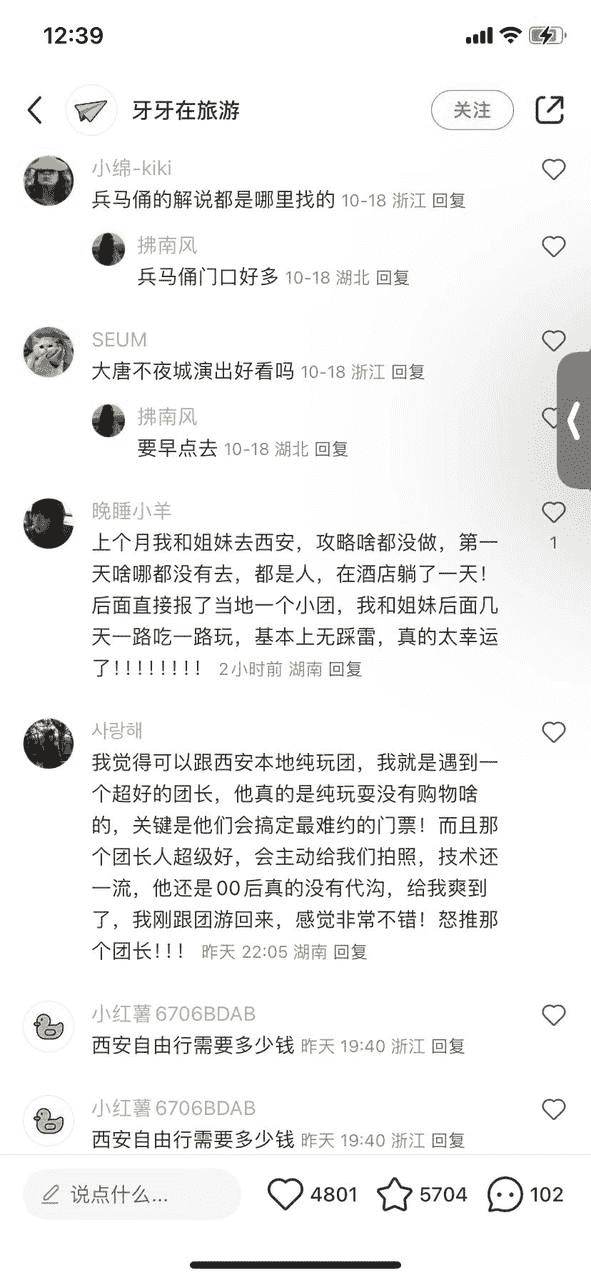 12:39
牙牙在旅游
关注
小绵-kiki
兵马俑的解说都是哪里找的 10-18 浙江 回复
拂南风
兵马俑门口好多 10-18 湖北 回复
SEUM
大唐不夜城演出好看吗 10-18 浙江 回复
拂南风
要早点去 10-18 湖北 回复
晚睡小羊
上个月我和姐妹去西安，攻略啥都没做，第一
1
天啥哪都没有去，都是人，在酒店躺了一天！
后面直接报了当地一个小团，我和姐妹后面几
天一路吃一路玩，基本上无踩雷，真的太幸运
了！！！！！！！！ 2小时前 湖南 回复
사랑해
我觉得可以跟西安本地纯玩团，我就是遇到一
个超好的团长，他真的是纯玩耍没有购物啥
的，关键是他们会搞定最难约的门票！而且那
个团长人超级好，会主动给我们拍照，技术还
一流，他还是00后真的没有代沟，给我爽到
了，我刚跟团游回来，感觉非常不错！怒推那
个团长！！！ 昨天 22:05 湖南 回复
小红薯6706BDAB
西安自由行需要多少钱 昨天 19:40 浙江 回复
小红薯6706BDAB
西安自由行需要多少钱 昨天 19:40 浙江 回复
说点什么...
4801
5704
102